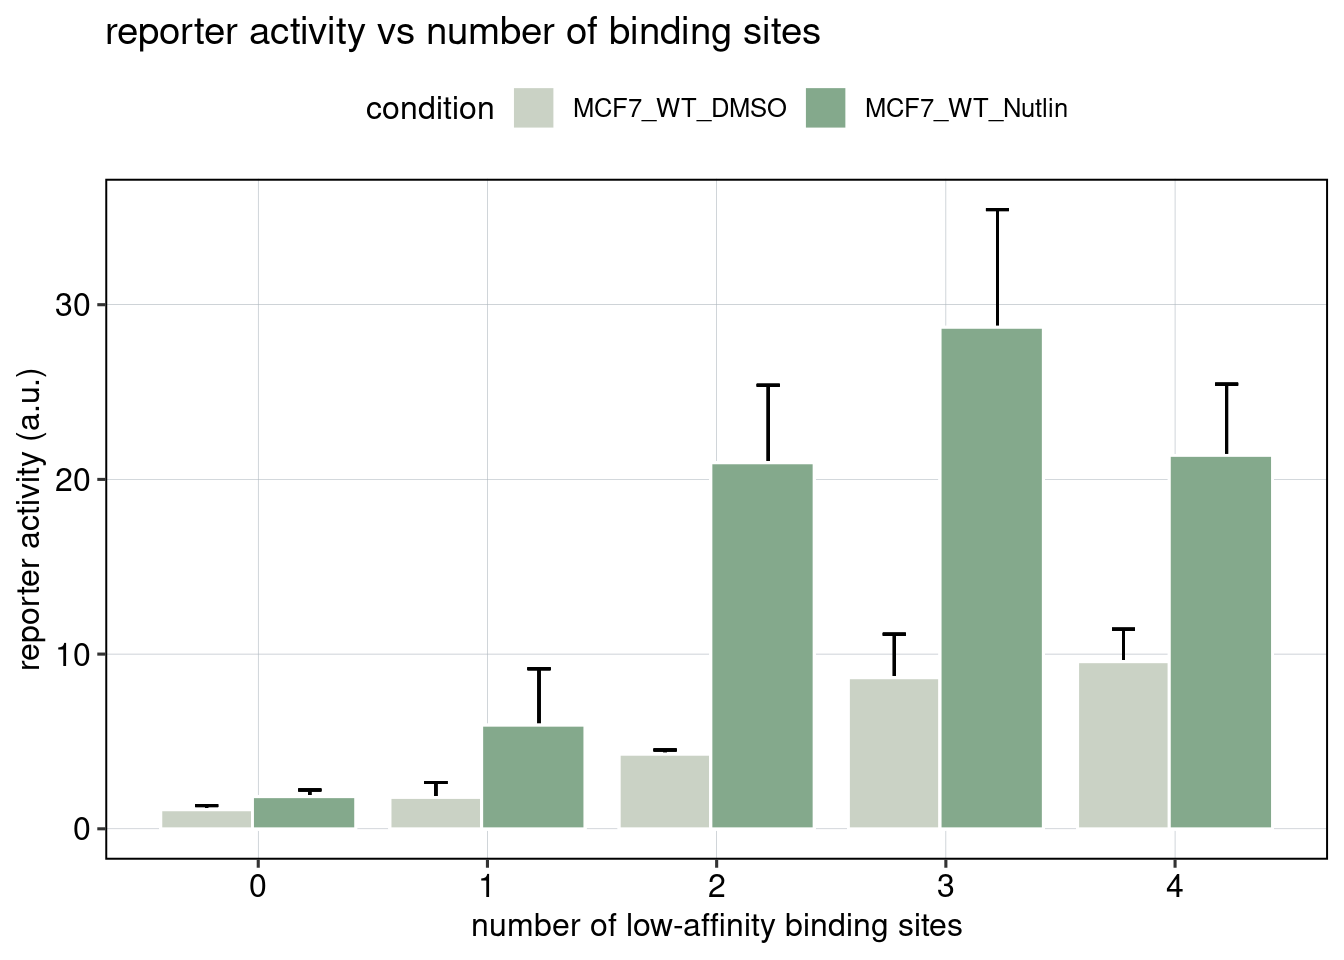 reporter activity vs number of binding sites
condition MCF7_WT_DMSO MCF7_WT_Nutlin
reporter activity (a.u.)
30
20
10
0
0 1 2 3 4
number of low-affinity binding sites